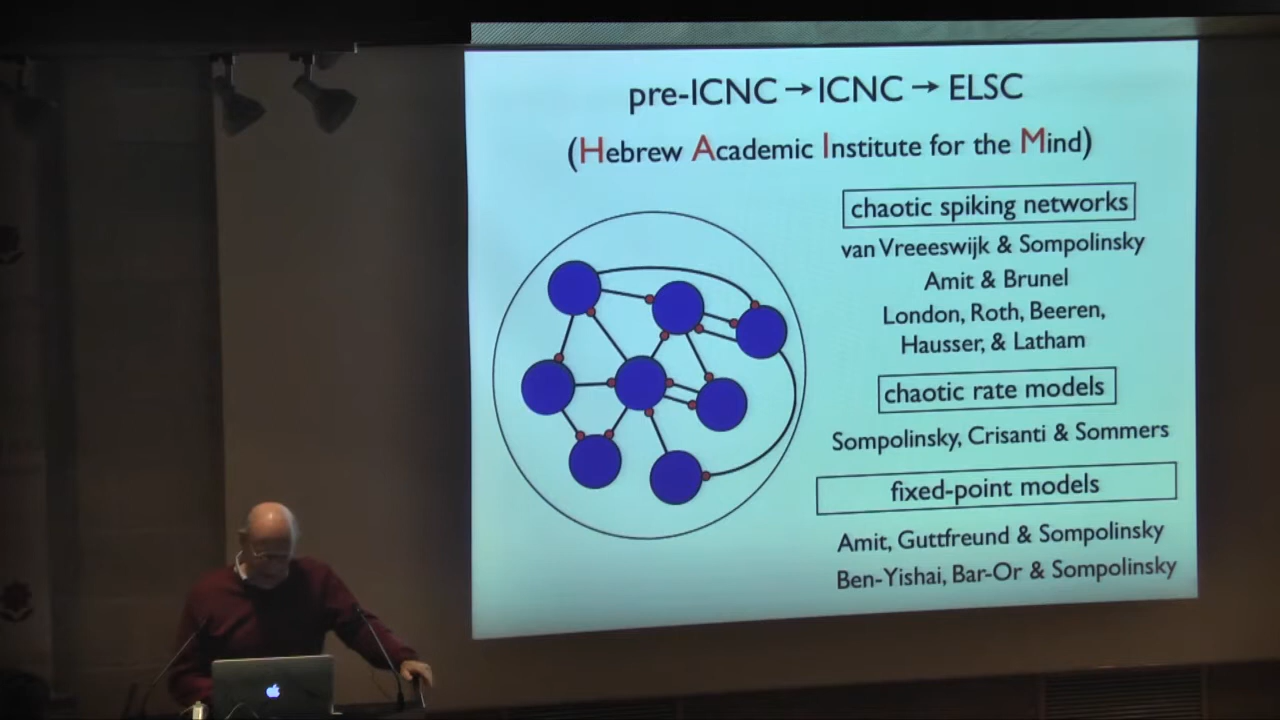 pre-ICNC → ICNC → ELSC
(Hebrew Academic Institute for the Mind)
chaotic spiking networks
van Vreeeswijk & Sompolinsky
Amit & Brunel
London, Roth, Beeren,
Hausser, & Latham
chaotic rate models
Sompolinsky, Crisanti & Sommers
fixed-point models
Amit, Guttfreund & Sompolinsky
Ben-Yishai, Bar-Or & Sompolinsky